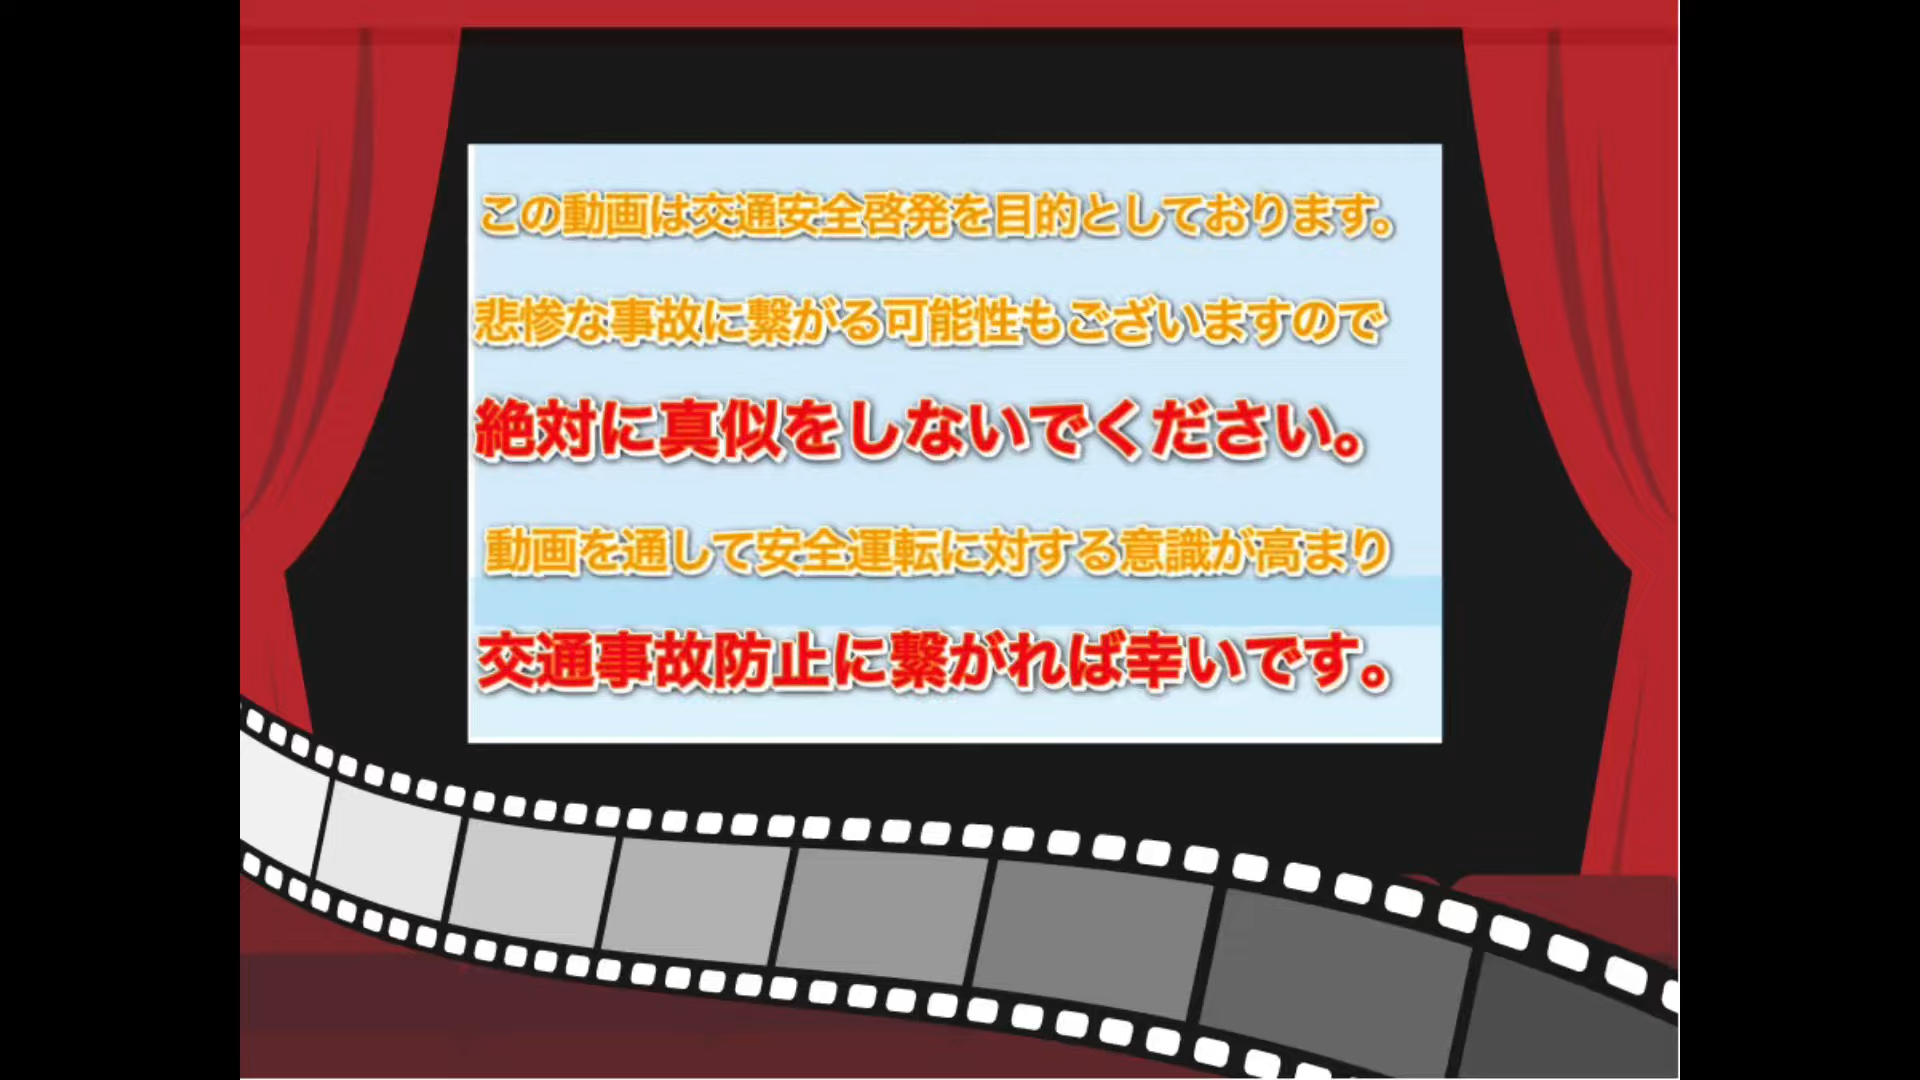 この動画は交通安全啓発を目的としております。
悲惨な事故に繋がる可能性もございますので
絶対に真似をしないでください。
動画を通して安全運転に対する意識が高まり
交通事故防止に繋がれば幸いです。